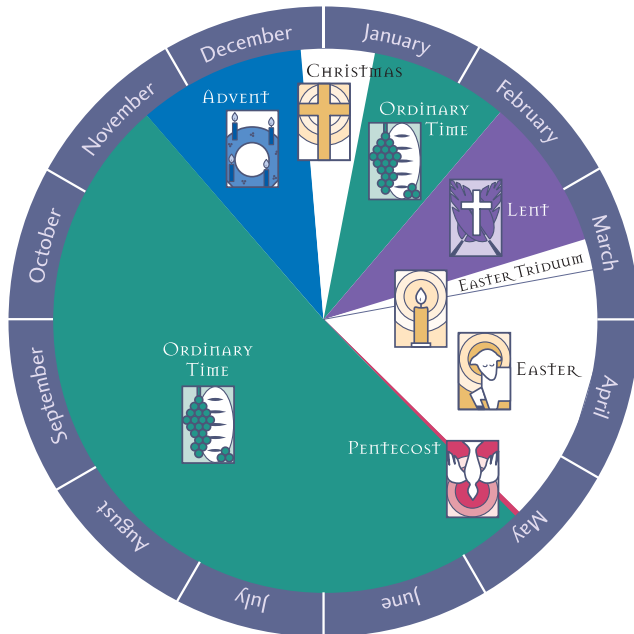 December
January
February
March
April
May
June
July
August
September
October
November
Advent
Christmas
Ordinary
Time
Lent
Easter Triduum
Easter
Pentecost
Ordinary
Time